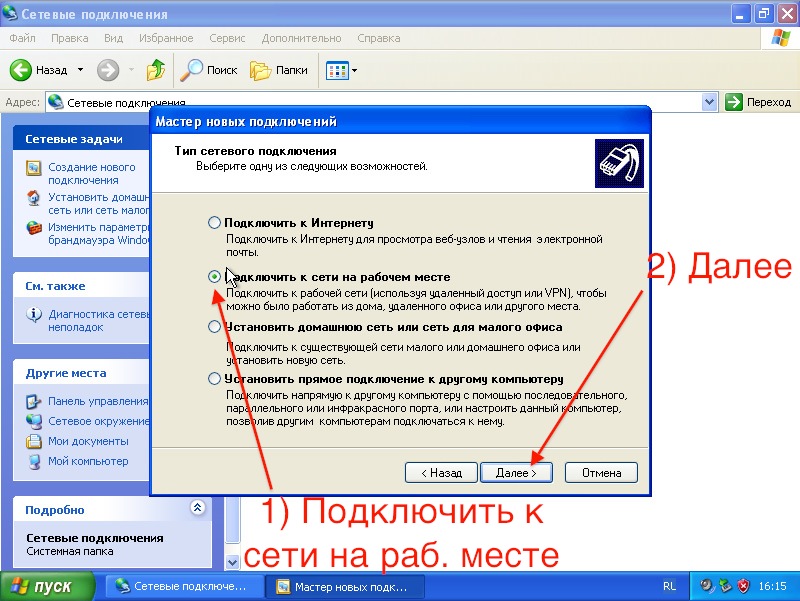 Сетевые подключения
Файл Правка Вид Избранное Сервис Дополнительно Справка
Назад Поиск Папки
Адрес: Сетевые подключения Переход
Сетевые задачи
Создание нового
подключения
Установить домашн
сеть или сеть малог
Изменить параметры
брандмауэра Windo
См. также
Диагностика сетевы
неполадок
Другие места
Панель управления
Сетевое окружение
Мои документы
Мой компьютер
Подробно
Сетевые подключения
Системная папка
Мастер новых подключений
Тип сетевого подключения
Выберите одну из следующих возможностей.
Подключить к Интернету
Подключить к Интернету для просмотра веб-узлов и чтения электронной
почты.
Подключить к сети на рабочем месте
Подключить к рабочей сети (используя удаленный доступ или VPN), чтобы
можно было работать из дома, удаленного офиса или другого места.
Установить домашнюю сеть или сеть для малого офиса
Подключить к существующей сети малого или домашнего офиса или
установить новую сеть.
Установить прямое подключение к другому компьютеру
Подключить напрямую к другому компьютеру с помощью последовательного,
параллельного или инфракрасного порта, или настроить данный компьютер,
позволив другим компьютерам подключаться к нему.
< Назад Далее > Отмена
2) Далее
1) Подключить к
сети на раб. месте
пуск Сетевые подключе... Мастер новых подк... RL 16:15